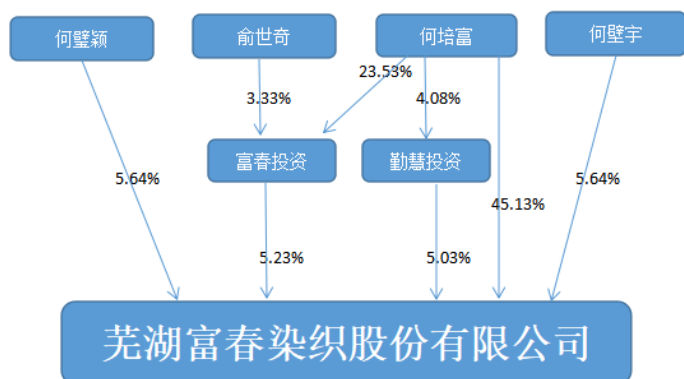 何璧颖
俞世奇
何培富
何壁宇
23.53%
3.33%
4.08%
富春投资
勤慧投资
5.64%
5.64%
45.13%
5.23%
5.03%
芜湖富春染织股份有限公司